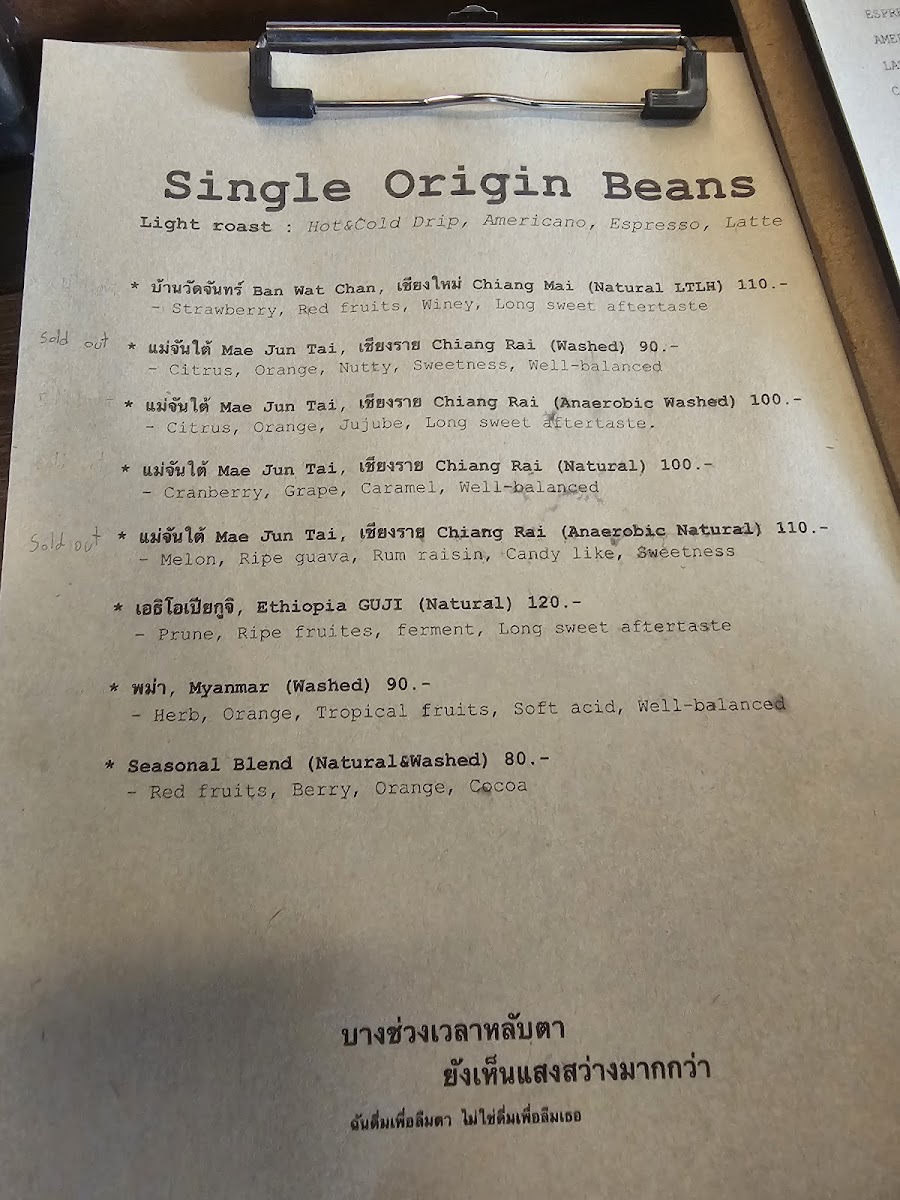 ESPRE
AME
LA
C
Single Origin Beans
Light roast : Hot&Cold Drip, Americano, Espresso, Latte
* บ้านวัดจันทร์ Ban Wat Chan, เชียงใหม่ Chiang Mai (Natural LTLH) 110.-
- Strawberry, Red fruits, Winey, Long sweet aftertaste
Sold out * แม่จันใต้ Mae Jun Tai, เชียงราย Chiang Rai (Washed) 90.-
- Citrus, Orange, Nutty, Sweetness, Well-balanced
* แม่จันใต้ Mae Jun Tai, เชียงราย Chiang Rai (Anaerobic Washed) 100.-
- Citrus, Orange, Jujube, Long sweet aftertaste.
* แม่จันใต้ Mae Jun Tai, เชียงราย Chiang Rai (Natural) 100.-
- Cranberry, Grape, Caramel, Well-balanced
Sold out * แม่จันใต้ Mae Jun Tai, เชียงราย Chiang Rai (Anaerobic Natural) 110.-
- Melon, Ripe guava, Rum raisin, Candy like, Sweetness
* เอธิโอเปียกูจิ, Ethiopia GUJI (Natural) 120.-
- Prune, Ripe fruites, ferment, Long sweet aftertaste
* พม่า, Myanmar (Washed) 90.-
- Herb, Orange, Tropical fruits, Soft acid, Well-balanced
* Seasonal Blend (Natural&Washed) 80.-
- Red fruits, Berry, Orange, Cocoa
บางช่วงเวลาหลับตา
ยังเห็นแสงสว่างมากกว่า
ฉันดื่มเพื่อลืมตา ไม่ใช่ดื่มเพื่อลืมเธอ